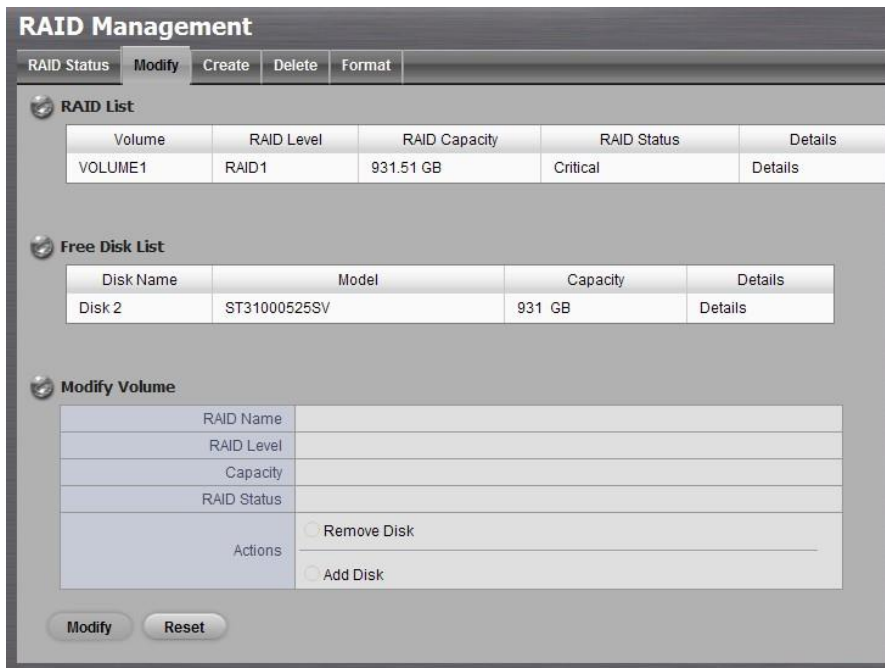 RAID Management
RAID Status Modify Create Delete Format
RAID List
Volume RAID Level RAID Capacity RAID Status Details
VOLUME1 RAID1 931.51 GB Critical Details
Free Disk List
Disk Name Model Capacity Details
Disk 2 ST31000525SV 931 GB Details
Modify Volume
RAID Name
RAID Level
Capacity
RAID Status
Actions
Remove Disk
Add Disk
Modify Reset